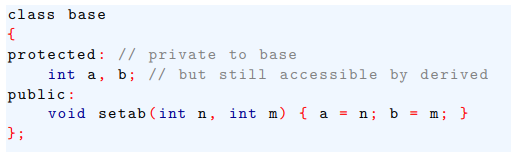 class base
{
protected: // private to base
    int a, b; // but still accessible by derived
public:
    void setab(int n, int m) { a = n; b = m; }
};